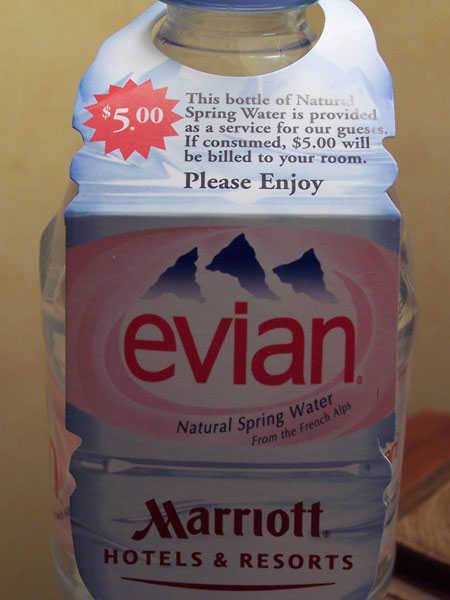 $5.00
This bottle of Natural
Spring Water is provided
as a service for our guests.
If consumed, $5.00 will
be billed to your room.
Please Enjoy
evian
Natural Spring Water
From the French Alps
Marriott
HOTELS & RESORTS